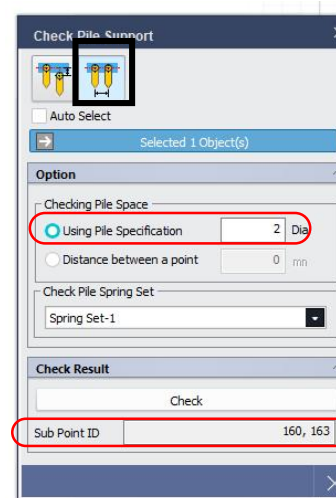 Check Pile Support
Auto Select
Selected 1 Object(s)
Option
Checking Pile Space
Using Pile Specification 2 Dia
Distance between a point 0 mn
Check Pile Spring Set
Spring Set-1
Check Result
Check
Sub Point ID 160, 163